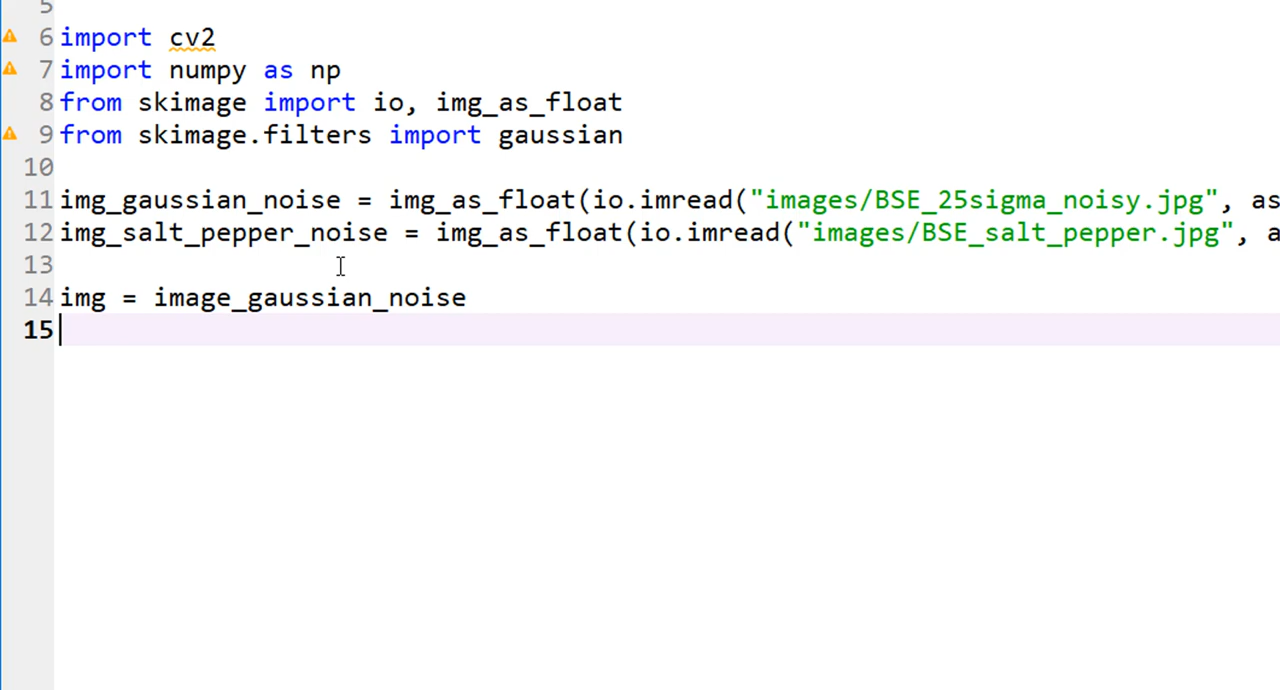 5
6 import cv2
7 import numpy as np
8 from skimage import io, img_as_float
9 from skimage.filters import gaussian
10
11 img_gaussian_noise = img_as_float(io.imread("images/BSE_25sigma_noisy.jpg", as
12 img_salt_pepper_noise = img_as_float(io.imread("images/BSE_salt_pepper.jpg", a
13
14 img = image_gaussian_noise
15